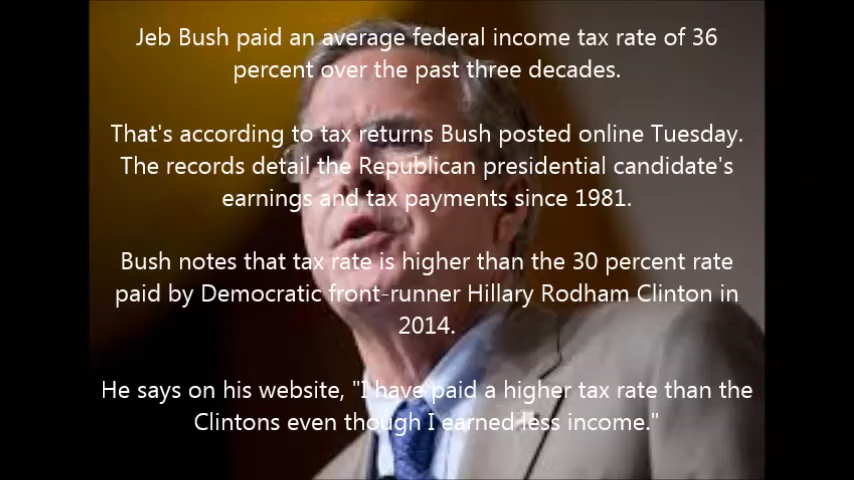 Jeb Bush paid an average federal income tax rate of 36
percent over the past three decades.
That's according to tax returns Bush posted online Tuesday.
The records detail the Republican presidential candidate's
earnings and tax payments since 1981.
Bush notes that tax rate is higher than the 30 percent rate
paid by Democratic front-runner Hillary Rodham Clinton in
2014.
He says on his website, "I have paid a higher tax rate than the
Clintons even though I earned less income."